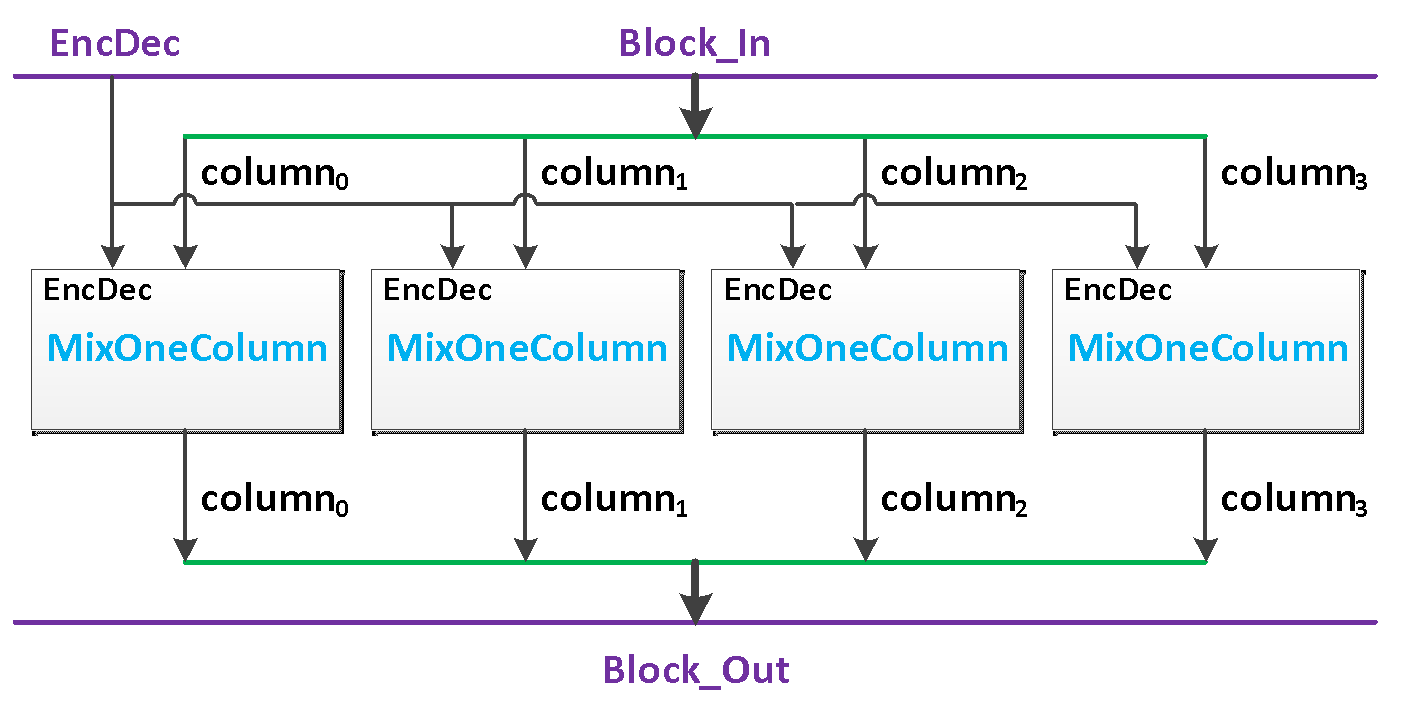 EncDec Block_In
column₀ column₁ column₂ column₃
EncDec EncDec EncDec EncDec
MixOneColumn MixOneColumn MixOneColumn MixOneColumn
column₀ column₁ column₂ column₃
Block_Out